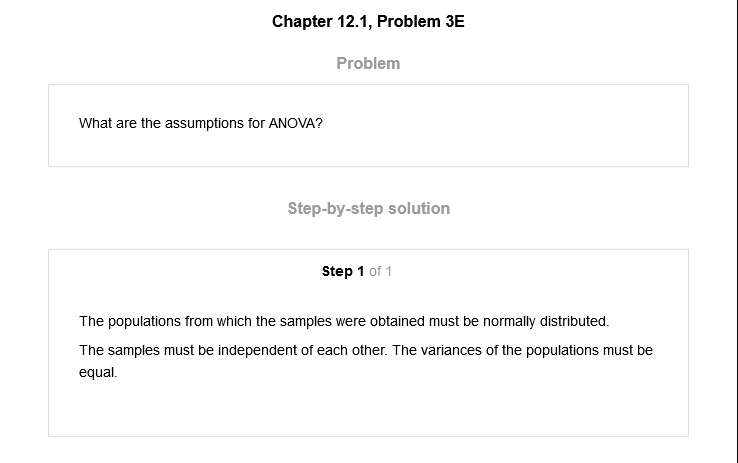 Chapter 12.1, Problem 3E
Problem
What are the assumptions for ANOVA?
Step-by-step solution
Step 1 of 1
The populations from which the samples were obtained must be normally distributed.
The samples must be independent of each other. The variances of the populations must be
equal.